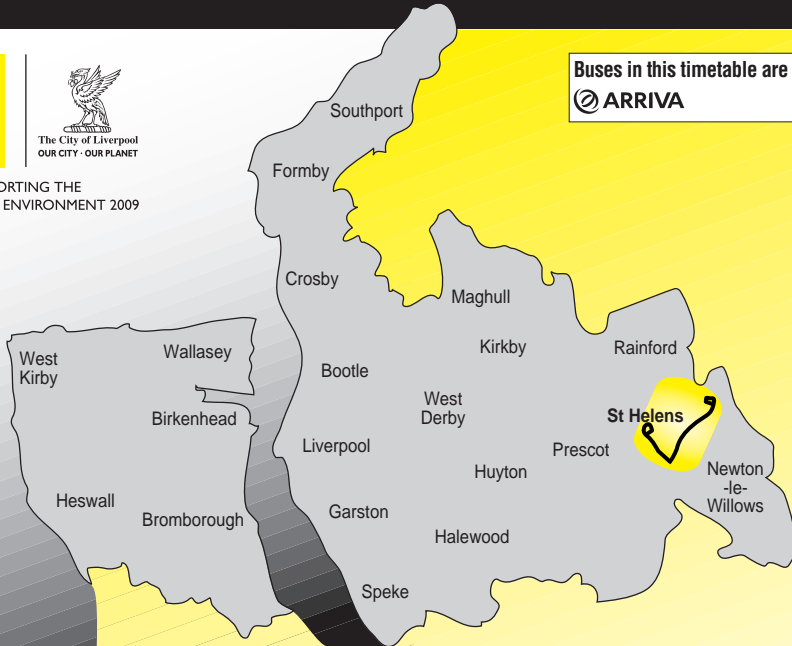 Buses in this timetable are
ARRIVA
The City of Liverpool
OUR CITY · OUR PLANET
ORTING THE
ENVIRONMENT 2009
Southport
Formby
Crosby
Maghull
Kirkby
Rainford
West
Kirby
Wallasey
Bootle
West
Derby
St Helens
Birkenhead
Liverpool
Prescot
Huyton
Newton
-le-
Willows
Heswall
Bromborough
Garston
Halewood
Speke